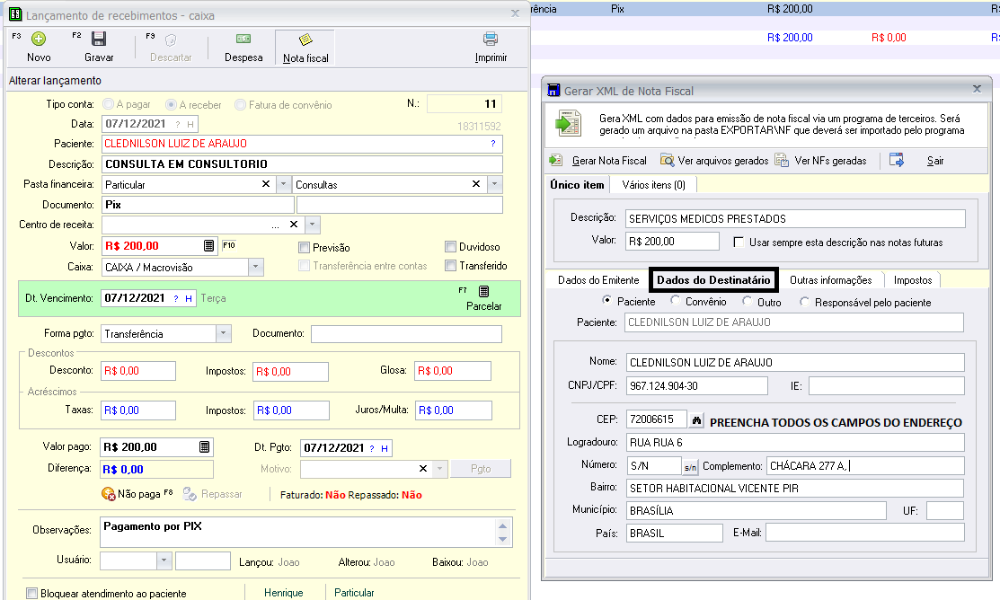 Lançamento de recebimentos - caixa
F3 Novo F2 Gravar F9 Descartar Despesa Nota fiscal Imprimir
Alterar lançamento
Tipo conta: A pagar A receber Fatura de convênio N.: 11
Data: 07/12/2021 ? H 18311592
Paciente: CLEDNILSON LUIZ DE ARAUJO ?
Descrição: CONSULTA EM CONSULTORIO
Pasta financeira: Particular Consultas
Documento: Pix
Centro de receita: ...
Valor: R$ 200,00 F10 Previsão Duvidoso
Caixa: CAIXA / Macrovisão Transferência entre contas Transferido
Dt. Vencimento: 07/12/2021 ? H Terça F7 Parcelar
Forma pgto: Transferência Documento:
Descontos
Desconto: R$ 0,00 Impostos: R$ 0,00 Glosa: R$ 0,00
Acréscimos
Taxas: R$ 0,00 Impostos: R$ 0,00 Juros/Multa: R$ 0,00
Valor pago: R$ 200,00 Dt. Pgto: 07/12/2021 ? H
Diferença: R$ 0,00 Motivo: Pgto
Não paga F8 Repassar Faturado: Não Repassado: Não
Observações: Pagamento por PIX
Usuário: Lançou: Joao Alterou: Joao Baixou: Joao
Bloquear atendimento ao paciente Henrique Particular
rência Pix R$ 200,00 R$
R$ 200,00 R$ 0,00 R$
Gerar XML de Nota Fiscal
Gera XML com dados para emissão de nota fiscal via um programa de terceiros. Será
gerado um arquivo na pasta EXPORTAR\NF que deverá ser importado pelo programa
Gerar Nota Fiscal Ver arquivos gerados Ver NFs geradas Sair
Único item Vários itens (0)
Descrição: SERVIÇOS MEDICOS PRESTADOS
Valor: R$ 200,00 Usar sempre esta descrição nas notas futuras
Dados do Emitente Dados do Destinatário Outras informações Impostos
Paciente Convênio Outro Responsável pelo paciente
Paciente: CLEDNILSON LUIZ DE ARAUJO
Nome: CLEDNILSON LUIZ DE ARAUJO
CNPJ/CPF: 967.124.904-30 IE:
CEP: 72006615 PREENCHA TODOS OS CAMPOS DO ENDEREÇO
Logradouro: RUA RUA 6
Número: S/N s/n Complemento: CHÁCARA 277 A,
Bairro: SETOR HABITACIONAL VICENTE PIR
Município: BRASÍLIA UF:
País: BRASIL E-Mail: